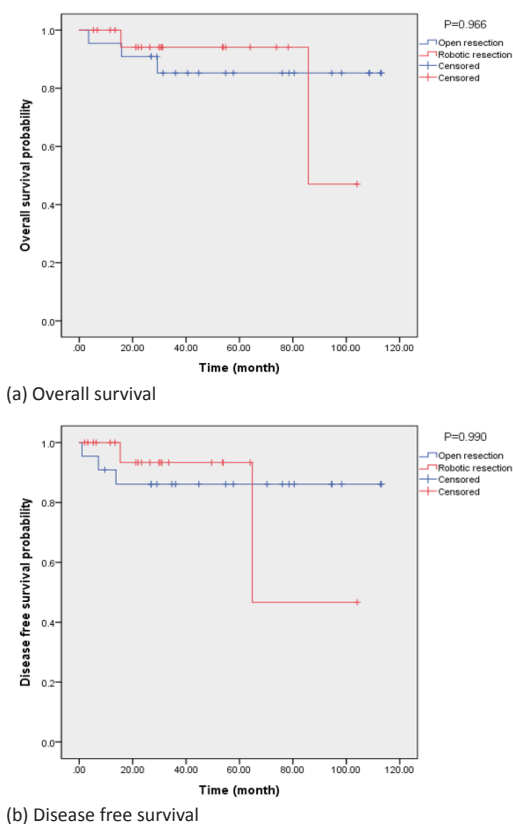 P=0.966
Open resection
Robotic resection
Censored
Censored
Overall survival probability
1.0
0.8
0.6
0.4
0.2
0.0
.00 20.00 40.00 60.00 80.00 100.00 120.00
Time (month)
(a) Overall survival
P=0.990
Open resection
Robotic resection
Censored
Censored
Disease free survival probability
1.0
0.8
0.6
0.4
0.2
0.0
.00 20.00 40.00 60.00 80.00 100.00 120.00
Time (month)
(b) Disease free survival